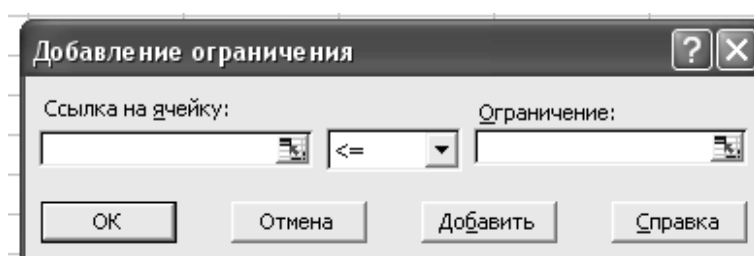 Добавление ограничения
Ссылка на ячейку: Ограничение:
<=
ОК Отмена Добавить Справка